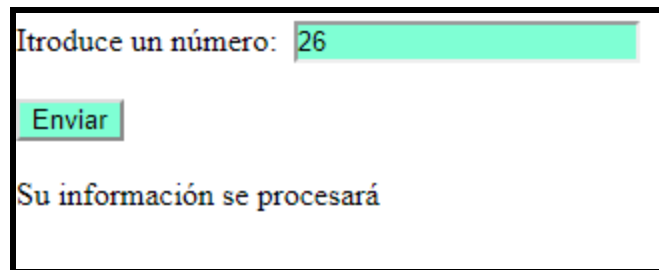 Itroduce un número: 26
Enviar
Su información se procesará